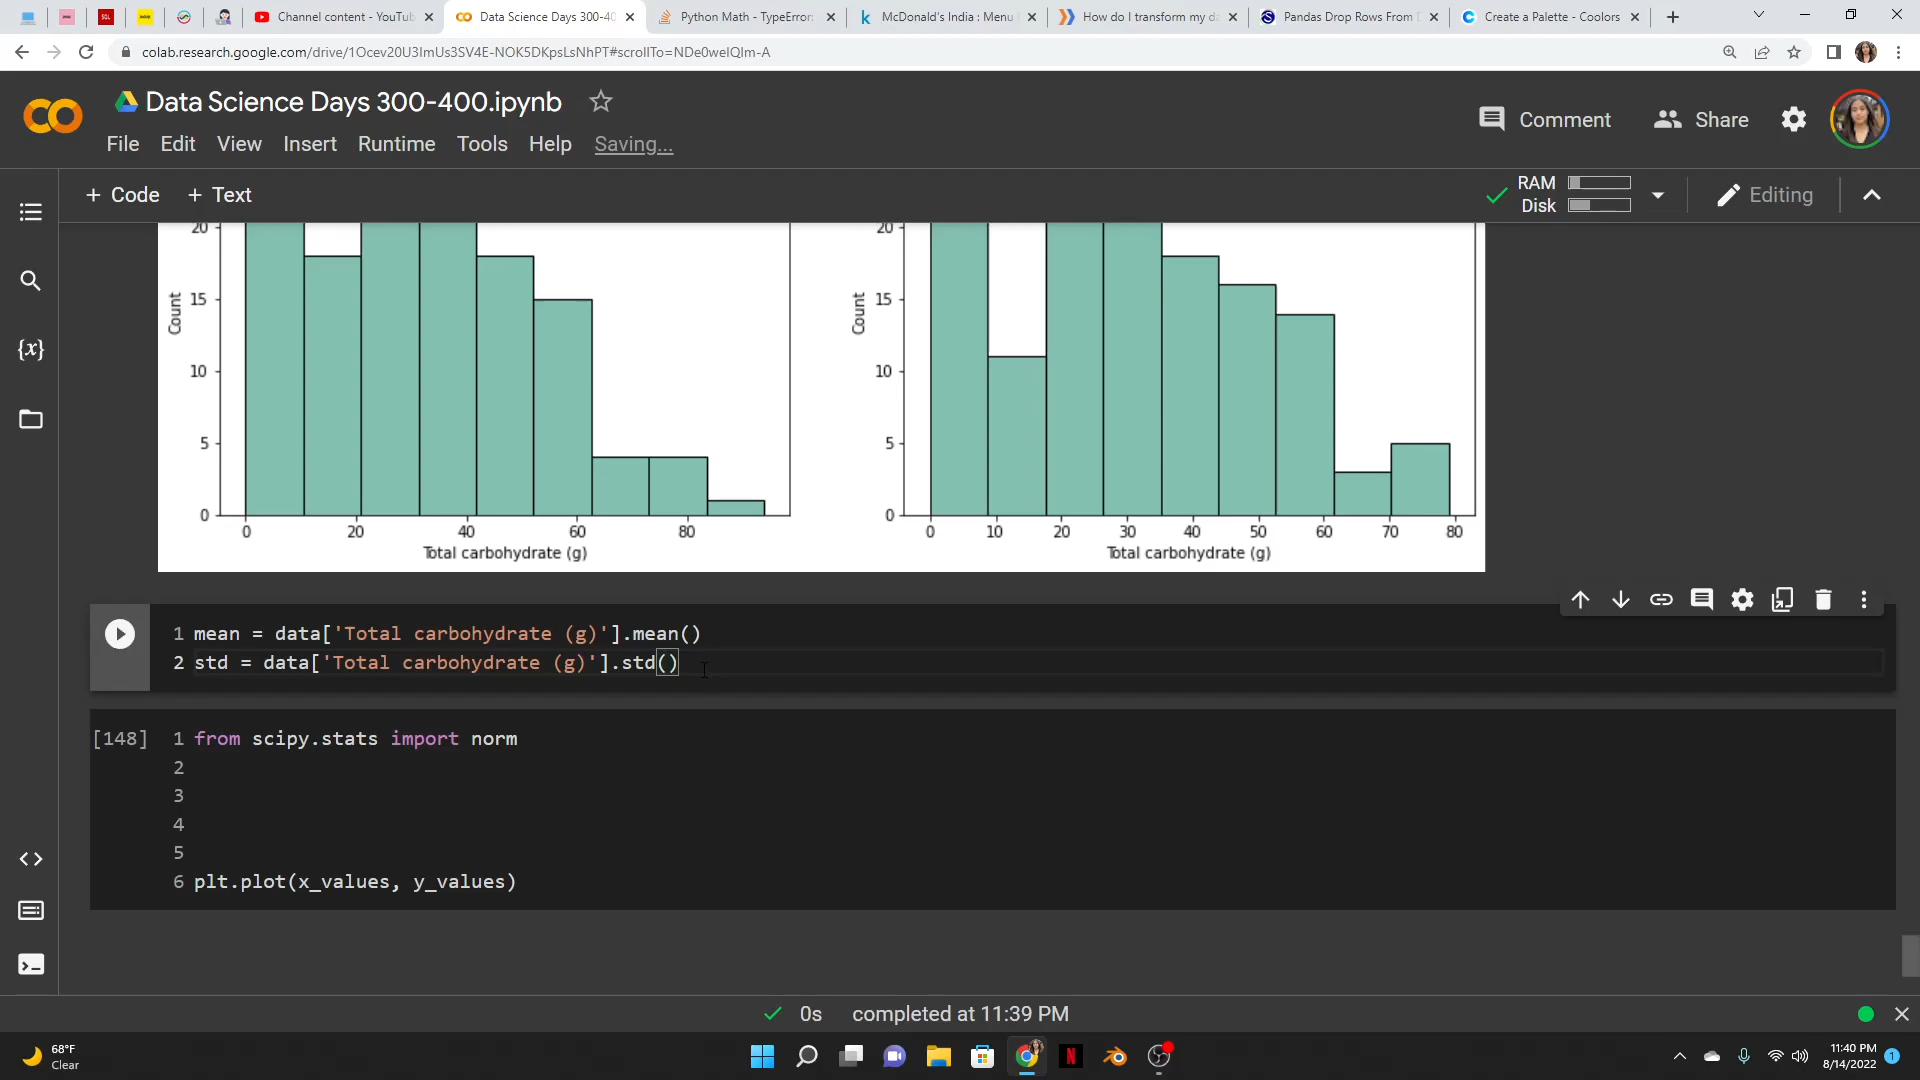 Channel content - YouTub
Data Science Days 300-40
Python Math - TypeError:
McDonald's India : Menu
How do I transform my da
Pandas Drop Rows From D
Create a Palette - Coolors
colab.research.google.com/drive/1Ocev20U3ImUs3SV4E-NOK5DKpsLsNhPT#scrollTo=NDe0weIQIm-A
Data Science Days 300-400.ipynb
Comment
Share
File Edit View Insert Runtime Tools Help Saving...
+ Code + Text
RAM
Disk
Editing
20
15
10
5
0
Count
0 20 40 60 80
Total carbohydrate (g)
20
15
10
5
0
Count
0 10 20 30 40 50 60 70 80
Total carbohydrate (g)
1 mean = data['Total carbohydrate (g)'].mean()
2 std = data['Total carbohydrate (g)'].std()
[148] 1 from scipy.stats import norm
2
3
4
5
6 plt.plot(x_values, y_values)
0s completed at 11:39 PM
68°F
Clear
11:40 PM
8/14/2022
1